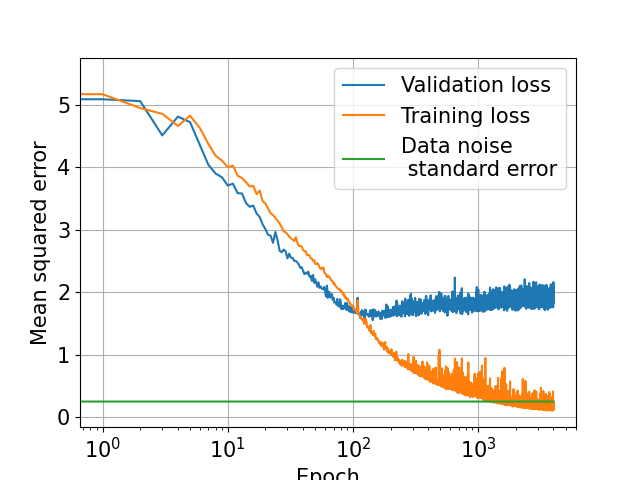 Validation loss
Training loss
Data noise
standard error
Mean squared error
5
4
3
2
1
0
10⁰
10¹
10²
10³
Epoch